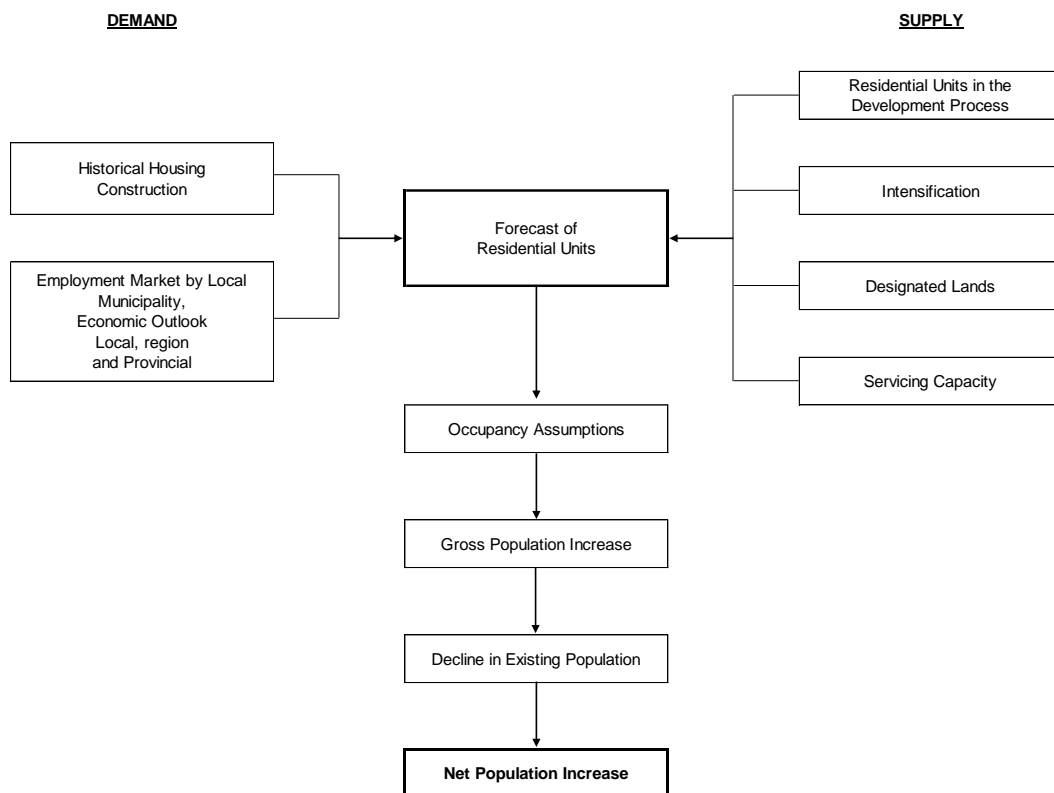 DEMAND
SUPPLY
Residential Units in the
Development Process
Historical Housing
Construction
Intensification
Forecast of
Residential Units
Employment Market by Local
Municipality,
Economic Outlook
Local, region
and Provincial
Designated Lands
Servicing Capacity
Occupancy Assumptions
Gross Population Increase
Decline in Existing Population
Net Population Increase